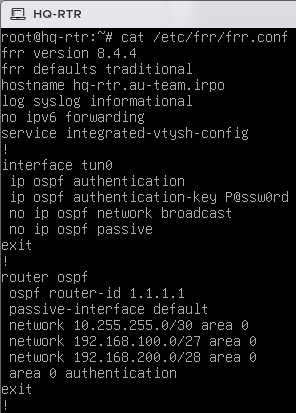 HQ-RTR
root@hq-rtr:~# cat /etc/frr/frr.conf
frr version 8.4.4
frr defaults traditional
hostname hq-rtr.au-team.irpo
log syslog informational
no ipv6 forwarding
service integrated-vtysh-config
!
interface tun0
 ip ospf authentication
 ip ospf authentication-key P@ssw0rd
 no ip ospf network broadcast
 no ip ospf passive
exit
!
router ospf
 ospf router-id 1.1.1.1
 passive-interface default
 network 10.255.255.0/30 area 0
 network 192.168.100.0/27 area 0
 network 192.168.200.0/28 area 0
 area 0 authentication
exit
!